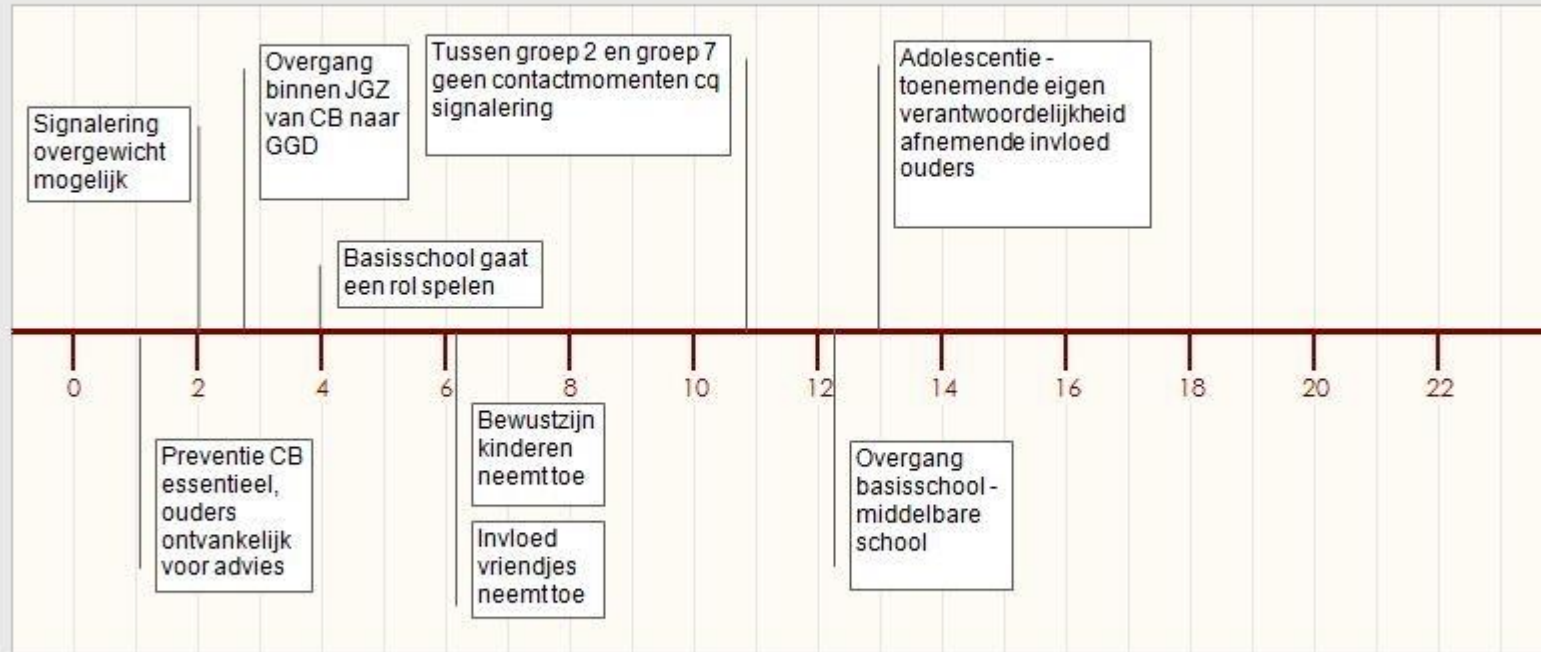 Signalering
overgewicht
mogelijk
Overgang
binnen JGZ
van CB naar
GGD
Tussen groep 2 en groep 7
geen contactmomenten cq
signalering
Basisschool gaat
een rol spelen
Adolescentie -
toenemende eigen
verantwoordelijkheid
afnemende invloed
ouders
0 2 4 6 8 10 12 14 16 18 20 22
Preventie CB
essentieel,
ouders
ontvankelijk
voor advies
Bewustzijn
kinderen
neemt toe
Invloed
vriendjes
neemt toe
Overgang
basisschool -
middelbare
school